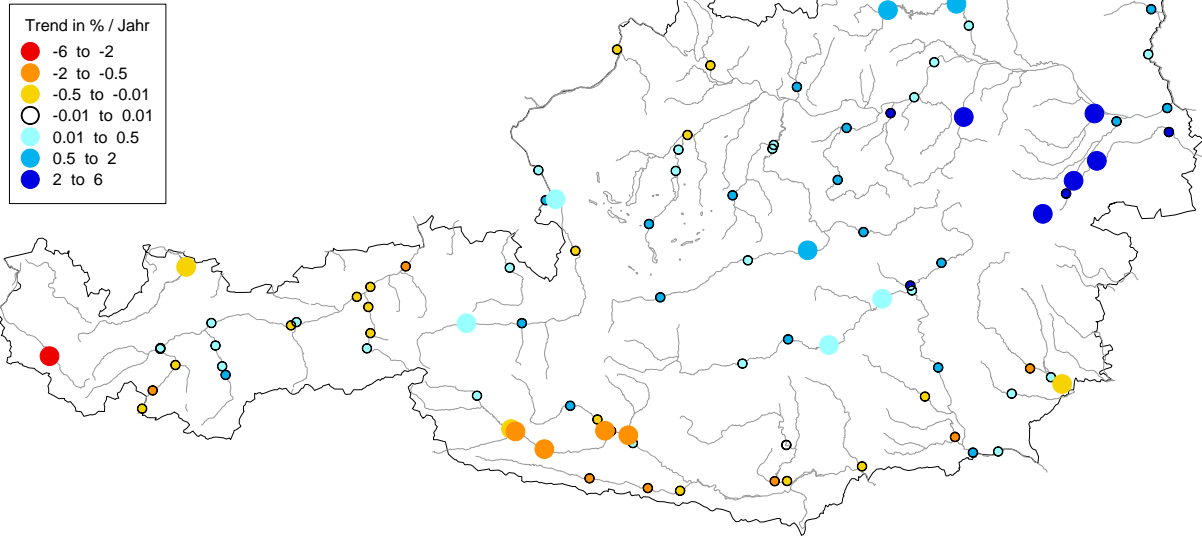 Trend in % / Jahr
-6 to -2
-2 to -0.5
-0.5 to -0.01
-0.01 to 0.01
0.01 to 0.5
0.5 to 2
2 to 6